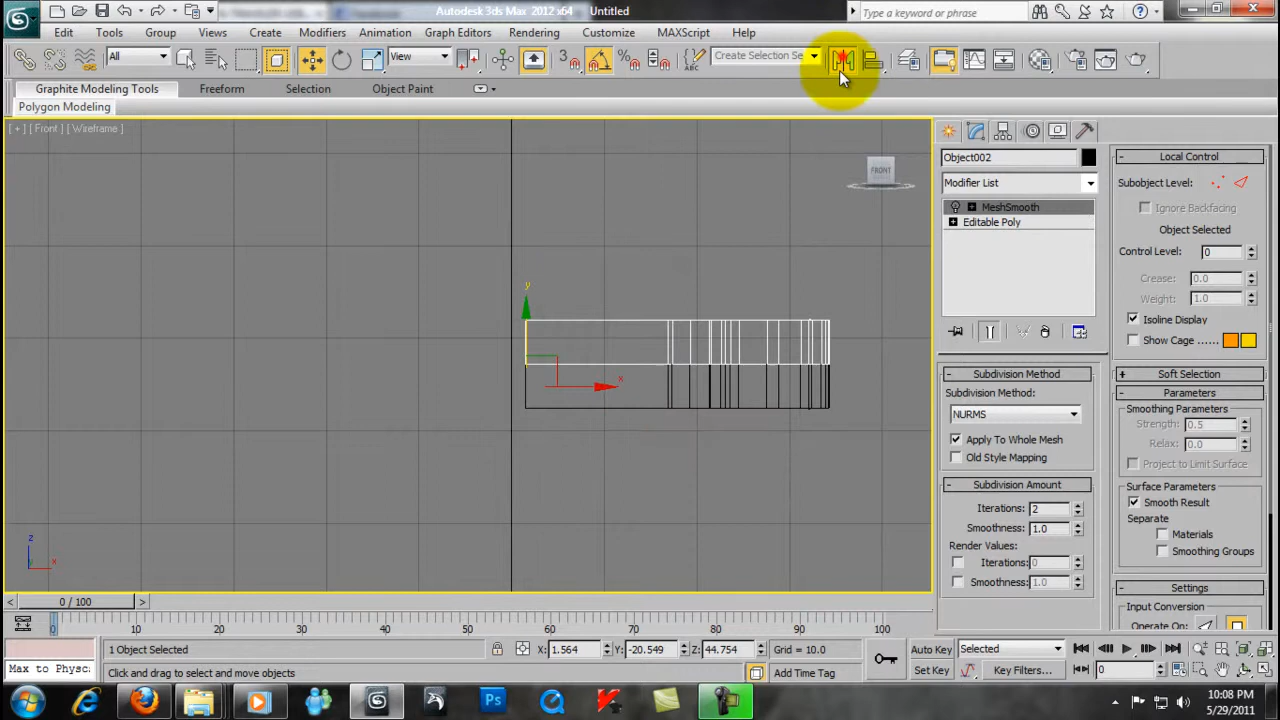 Autodesk 3ds Max 2012 x64 Untitled
Type a keyword or phrase
Edit Tools Group Views Create Modifiers Animation Graph Editors Rendering Customize MAXScript Help
All View 3 Create Selection Se
Graphite Modeling Tools Freeform Selection Object Paint
Polygon Modeling
[ + ] [ Front ] [ Wireframe ]
FRONT
y
x
z
x
Object002
Modifier List
MeshSmooth
Editable Poly
Subdivision Method
Subdivision Method:
NURMS
Apply To Whole Mesh
Old Style Mapping
Subdivision Amount
Iterations: 2
Smoothness: 1.0
Render Values:
Iterations: 0
Smoothness: 1.0
Local Control
Subobject Level:
Ignore Backfacing
Object Selected
Control Level: 0
Crease: 0.0
Weight: 1.0
Isoline Display
Show Cage ......
Soft Selection
Parameters
Smoothing Parameters
Strength: 0.5
Relax: 0.0
Project to Limit Surface
Surface Parameters
Smooth Result
Separate
Materials
Smoothing Groups
Settings
Input Conversion
Operate On:
0 / 100
0 10 20 30 40 50 60 70 80 90 100
1 Object Selected X: 1.564 Y: -20.549 Z: 44.754 Grid = 10.0 Auto Key Selected
Max to Physc Click and drag to select and move objects Add Time Tag Set Key Key Filters... 0
Ps
10:08 PM
5/29/2011